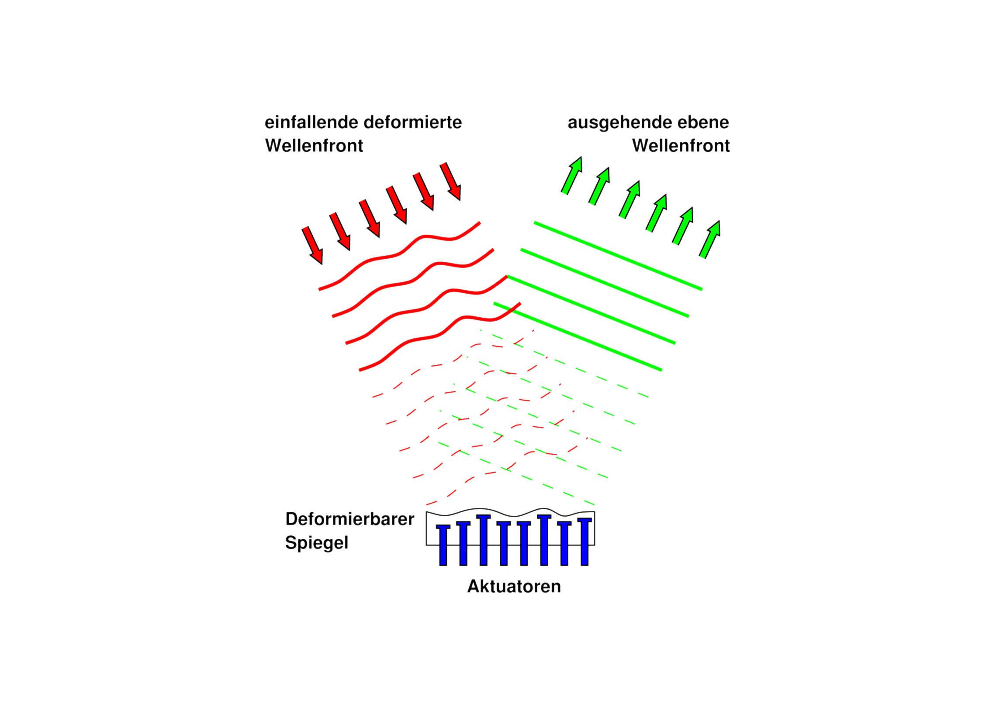 einfallende deformierte
Wellenfront
ausgehende ebene
Wellenfront
Deformierbarer
Spiegel
Aktuatoren